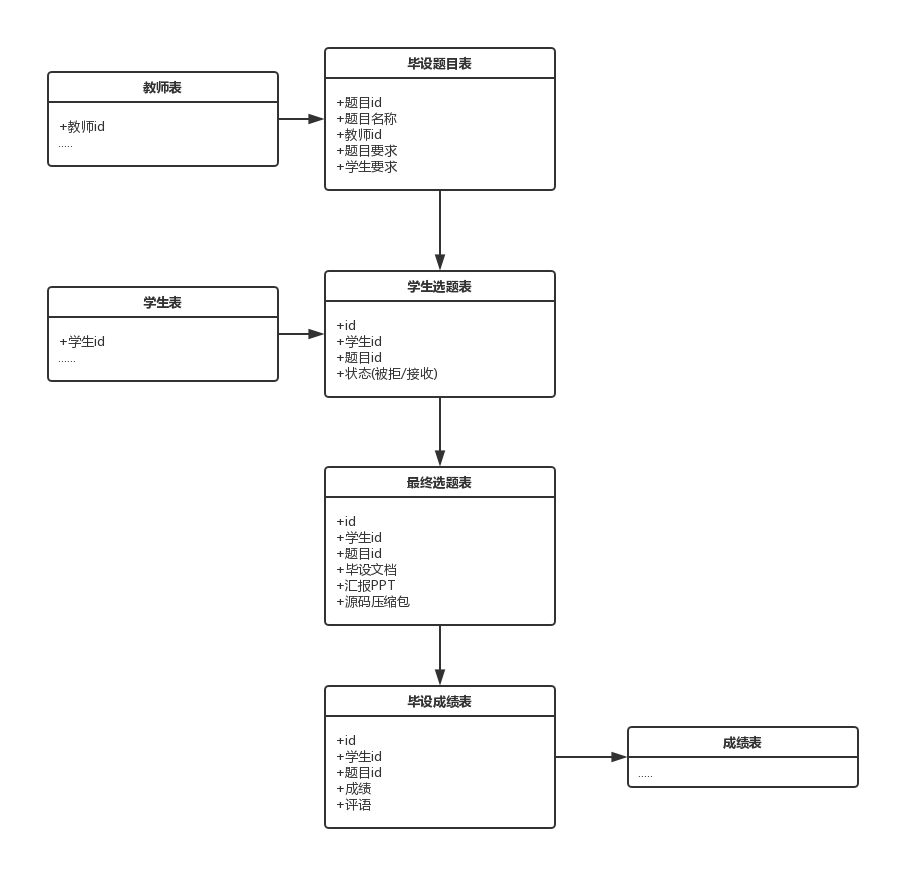 教师表
+教师id
.....
毕设题目表
+题目id
+题目名称
+教师id
+题目要求
+学生要求
学生表
+学生id
......
学生选题表
+id
+学生id
+题目id
+状态(被拒/接收)
最终选题表
+id
+学生id
+题目id
+毕设文档
+汇报PPT
+源码压缩包
毕设成绩表
+id
+学生id
+题目id
+成绩
+评语
成绩表
.....